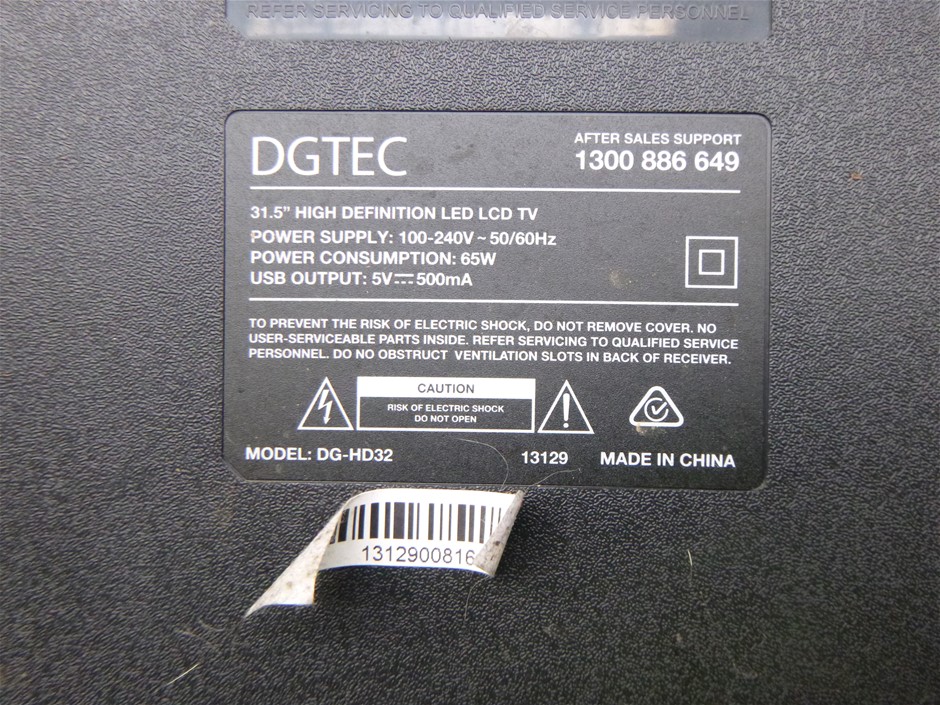 REFER SERVICING TO QUALIFIED SERVICE PERSONNEL
DGTEC
AFTER SALES SUPPORT
1300 886 649
31.5” HIGH DEFINITION LED LCD TV
POWER SUPPLY: 100-240V ~ 50/60Hz
POWER CONSUMPTION: 65W
USB OUTPUT: 5V⎓500mA
TO PREVENT THE RISK OF ELECTRIC SHOCK, DO NOT REMOVE COVER. NO
USER-SERVICEABLE PARTS INSIDE. REFER SERVICING TO QUALIFIED SERVICE
PERSONNEL. DO NO OBSTRUCT VENTILATION SLOTS IN BACK OF RECEIVER.
CAUTION
RISK OF ELECTRIC SHOCK
DO NOT OPEN
MODEL: DG-HD32 13129 MADE IN CHINA
1312900816